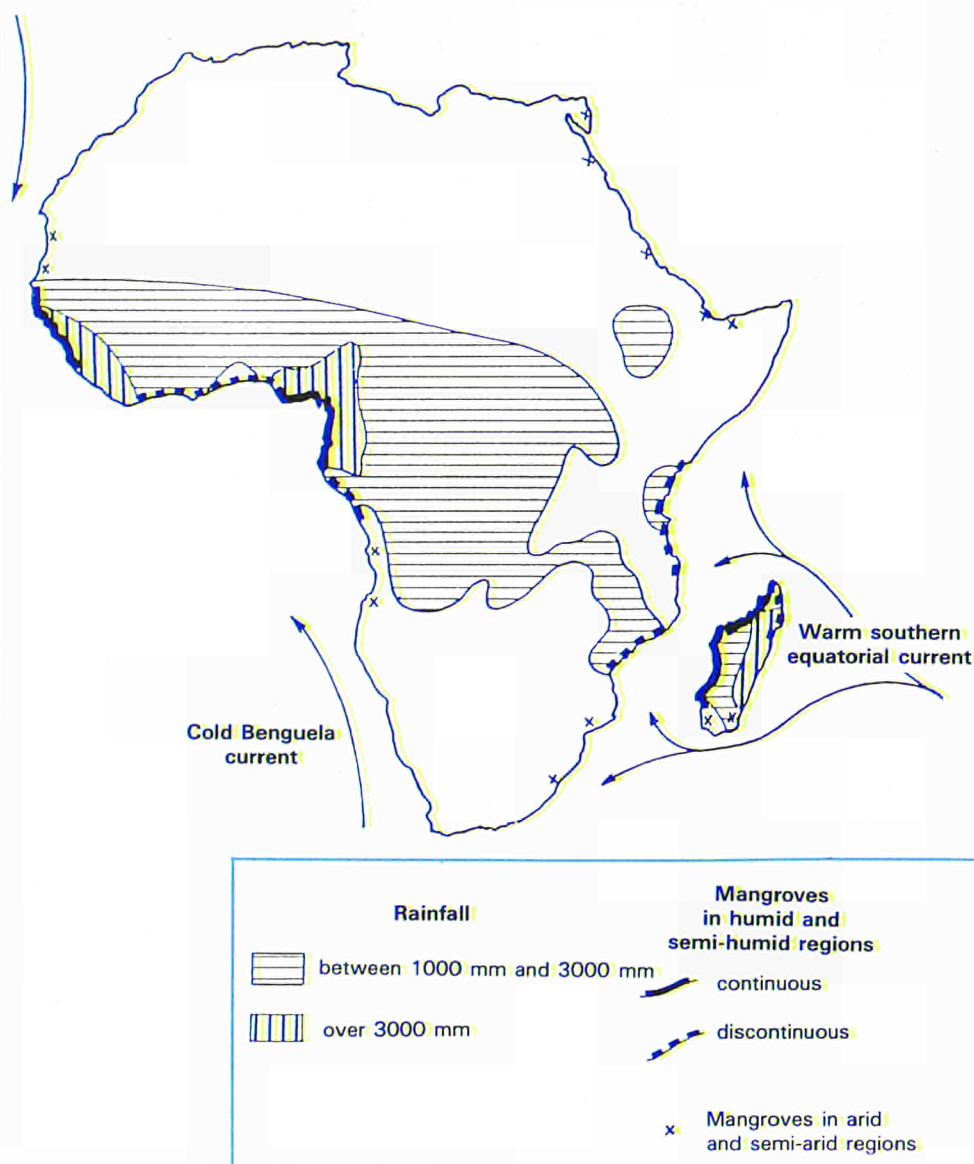 Warm southern
equatorial current
Cold Benguela
current
Rainfall
between 1000 mm and 3000 mm
over 3000 mm
Mangroves
in humid and
semi-humid regions
continuous
discontinuous
Mangroves in arid
and semi-arid regions